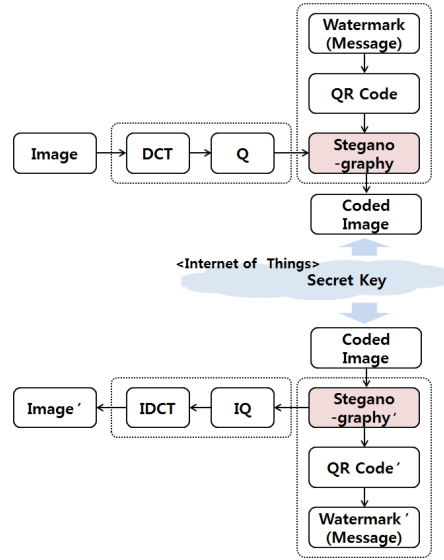 Watermark
(Message)
QR Code
Image
DCT
Q
Stegano
-graphy
Coded
Image
<Internet of Things>
Secret Key
Coded
Image
Image′
IDCT
IQ
Stegano
-graphy′
QR Code′
Watermark′
(Message)